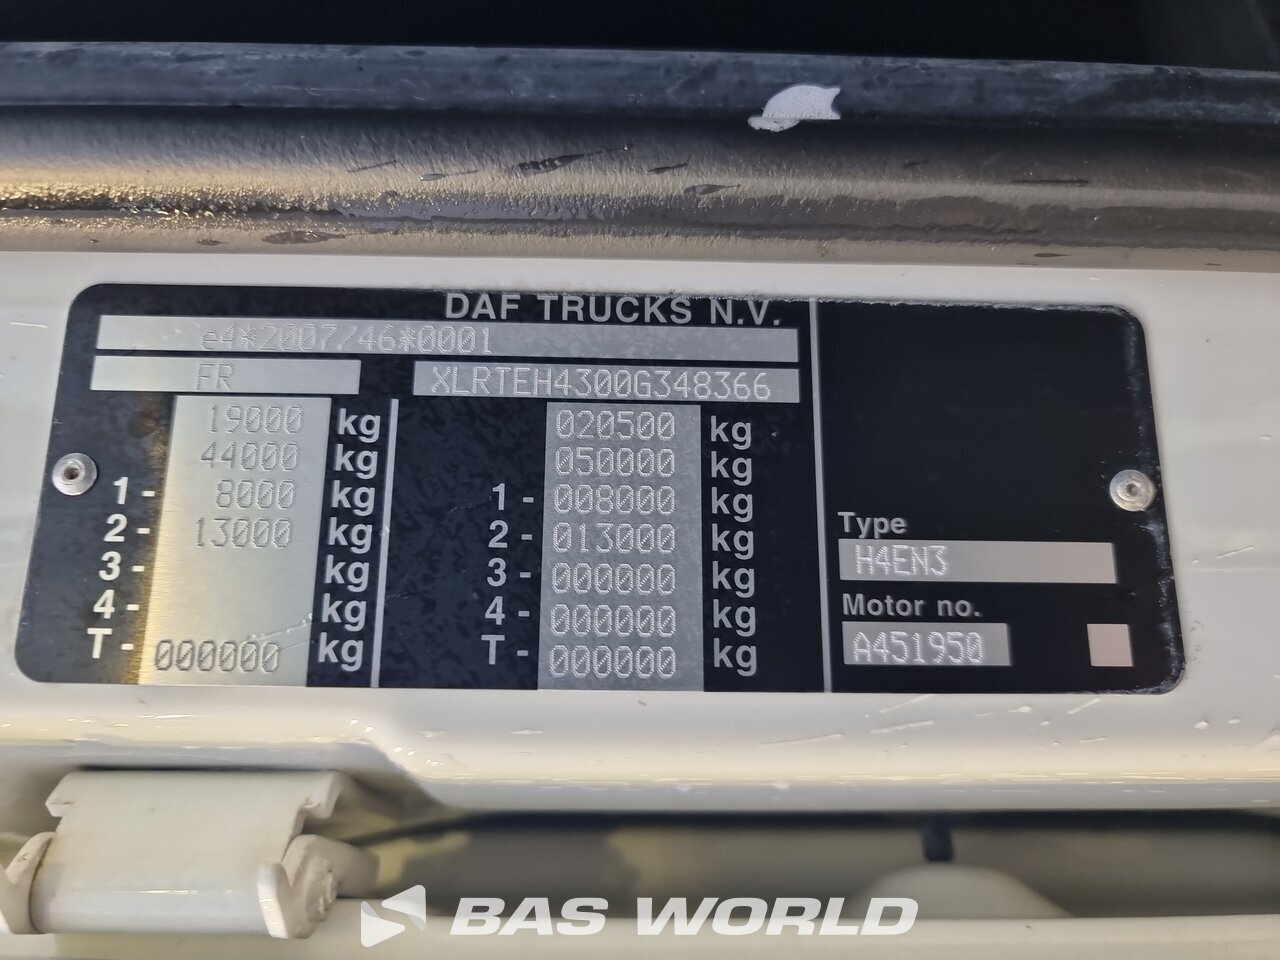 DAF TRUCKS N.V.
e4*2007/46*0001
FR XLRTEH4300G348366
19000 kg 020500 kg
44000 kg 050000 kg
1- 8000 kg 1- 008000 kg
2- 13000 kg 2- 013000 kg
3- kg 3- 000000 kg
4- kg 4- 000000 kg
T- 000000 kg T- 000000 kg
Type
H4EN3
Motor no.
A451950
BAS WORLD